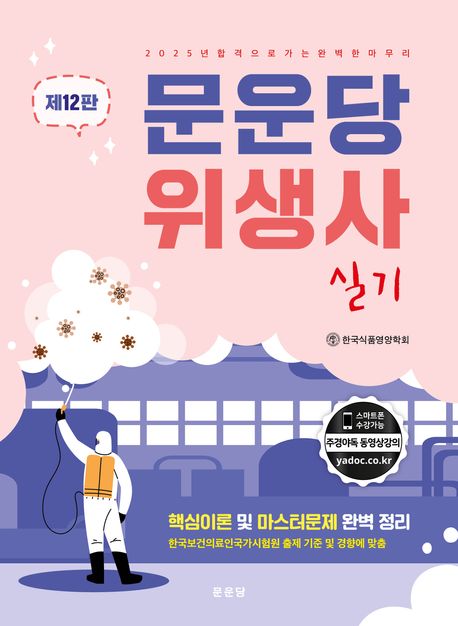 2025년합격으로가는완벽한마무리
제12판
문운당
위생사
실기
한국식품영양학회
스마트폰
수강가능
주경야독 동영상강의
yadoc.co.kr
핵심이론 및 마스터문제 완벽 정리
한국보건의료인국가시험원 출제 기준 및 경향에 맞춤
문운당